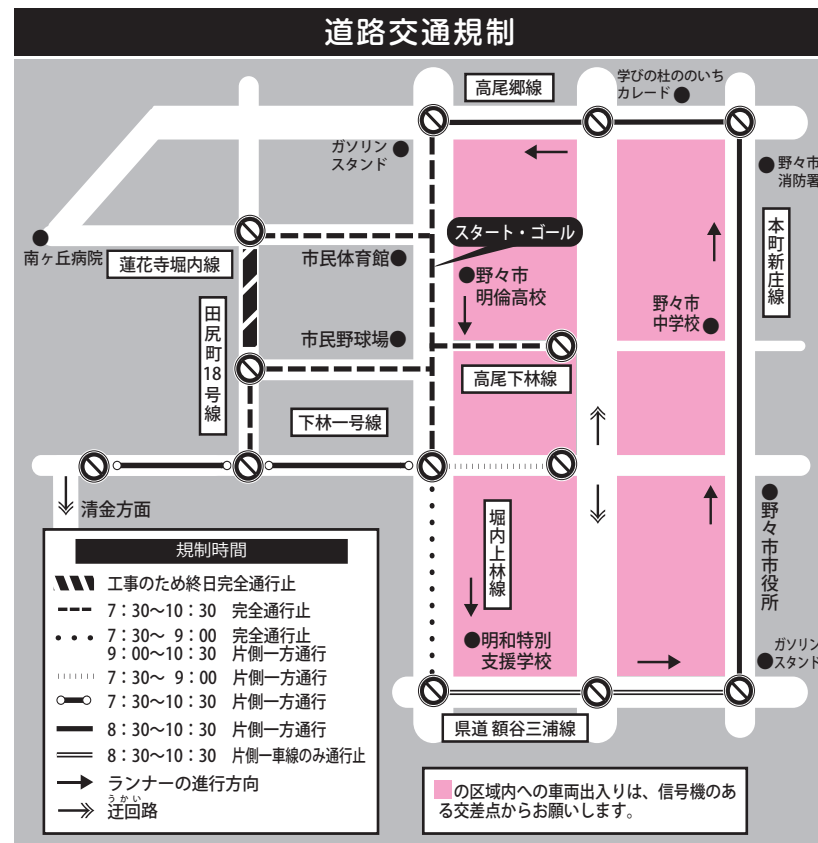 道路交通規制
高尾郷線
学びの杜ののいち
カレード
ガソリン
スタンド
野々市
消防署
本町新庄線
スタート・ゴール
南ヶ丘病院
蓮花寺堀内線
市民体育館
野々市
明倫高校
野々市
中学校
田尻町18号線
市民野球場
高尾下林線
下林一号線
清金方面
堀内上林線
野々市市役所
明和特別
支援学校
ガソリン
スタンド
県道 額谷三浦線
規制時間
工事のため終日完全通行止
7：30〜10：30 完全通行止
7：30〜 9：00 完全通行止
9：00〜10：30 片側一方通行
7：30〜 9：00 片側一方通行
7：30〜10：30 片側一方通行
8：30〜10：30 片側一方通行
8：30〜10：30 片側一車線のみ通行止
ランナーの進行方向
うかい
迂回路
の区域内への車両出入りは、信号機のあ
る交差点からお願いします。